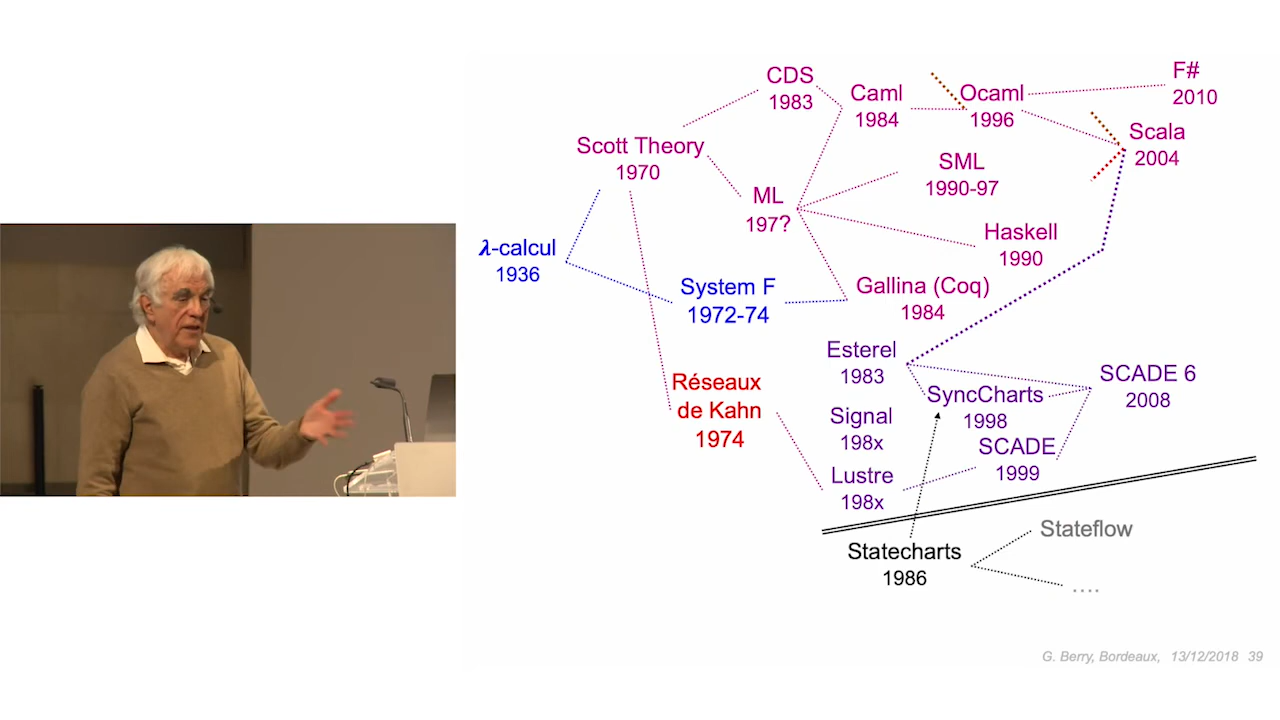 CDS
1983
Caml
1984
Ocaml
1996
F#
2010
Scala
2004
Scott Theory
1970
SML
1990-97
ML
197?
Haskell
1990
λ-calcul
1936
System F
1972-74
Gallina (Coq)
1984
Esterel
1983
SyncCharts
1998
SCADE 6
2008
Réseaux
de Kahn
1974
Signal
198x
SCADE
1999
Lustre
198x
Stateflow
Statecharts
1986
....
G. Berry, Bordeaux, 13/12/2018 39